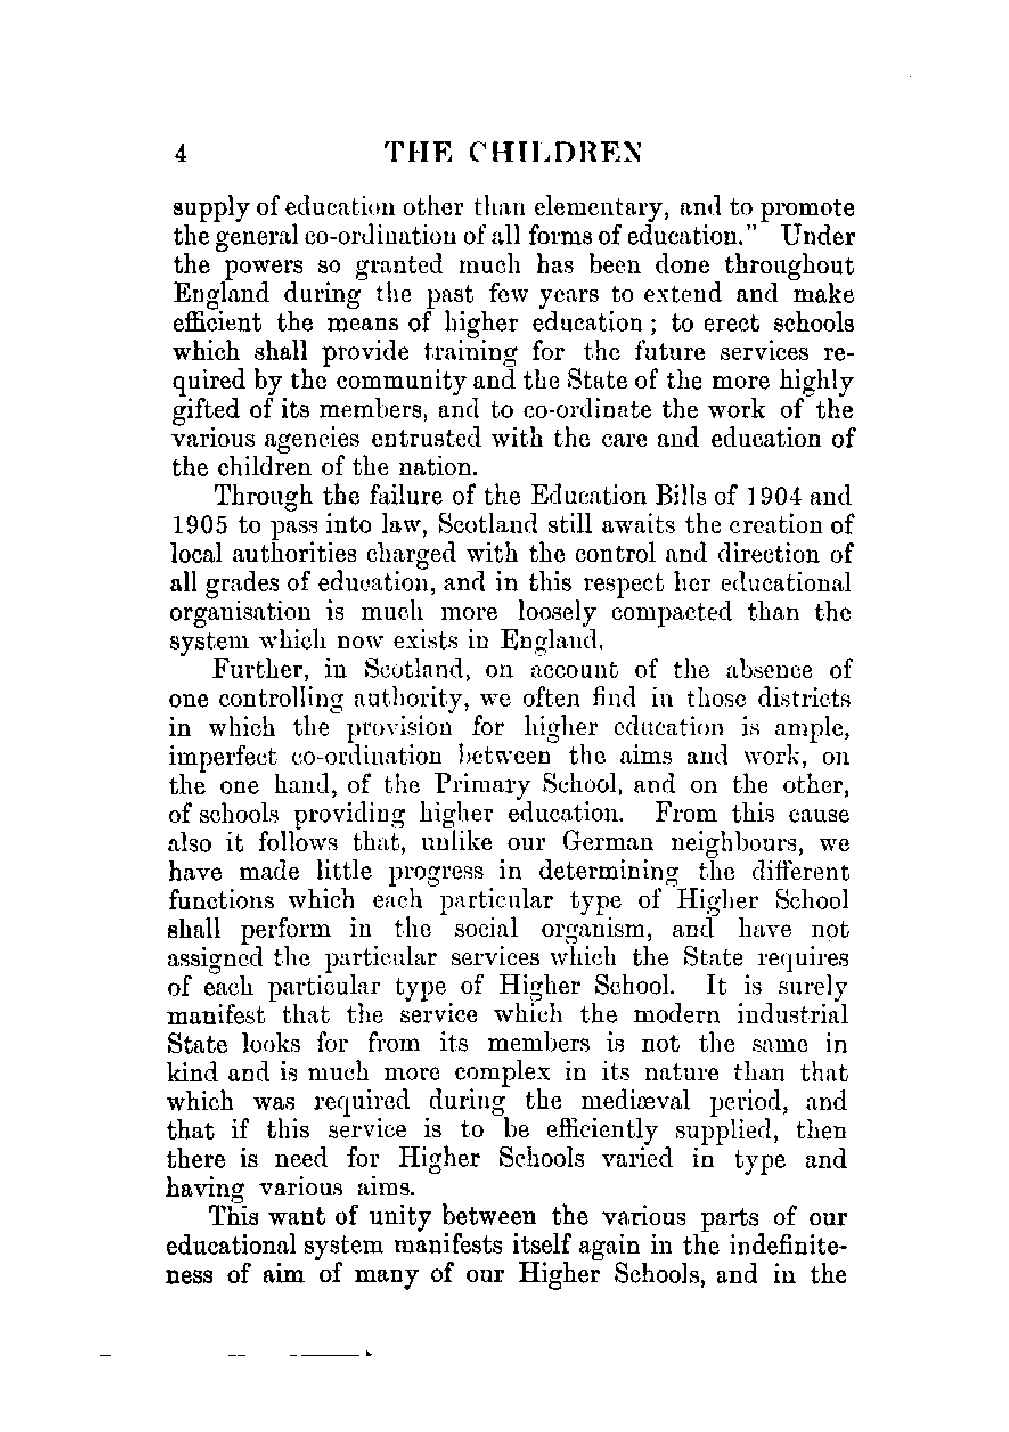 4 THE CHILDREN
supply of education other than elementary, and to promote
the general co-ordination of all forms of education." Under
the powers so granted much has been done throughout
England during the past few years to extend and make
efficient the means of higher education; to erect schools
which shall provide training for the future services re-
quired by the community and the State of the more highly
gifted of its members, and to co-ordinate the work of the
various agencies entrusted with the care and education of
the children of the nation.
Through the failure of the Education Bills of 1904 and
1905 to pass into law, Scotland still awaits the creation of
local authorities charged with the control and direction of
all grades of education, and in this respect her educational
organisation is much more loosely compacted than the
system which now exists in England.
Further, in Scotland, on account of the absence of
one controlling authority, we often find in those districts
in which the provision for higher education is ample,
imperfect co-ordination between the aims and work, on
the one hand, of the Primary School, and on the other,
of schools providing higher education. From this cause
also it follows that, unlike our German neighbours, we
have made little progress in determining the different
functions which each particular type of Higher School
shall perform in the social organism, and have not
assigned the particular services which the State requires
of each particular type of Higher School. It is surely
manifest that the service which the modern industrial
State looks for from its members is not the same in
kind and is much more complex in its nature than that
which was required during the mediæval period, and
that if this service is to be efficiently supplied, then
there is need for Higher Schools varied in type and
having various aims.
This want of unity between the various parts of our
educational system manifests itself again in the indefinite-
ness of aim of many of our Higher Schools, and in the